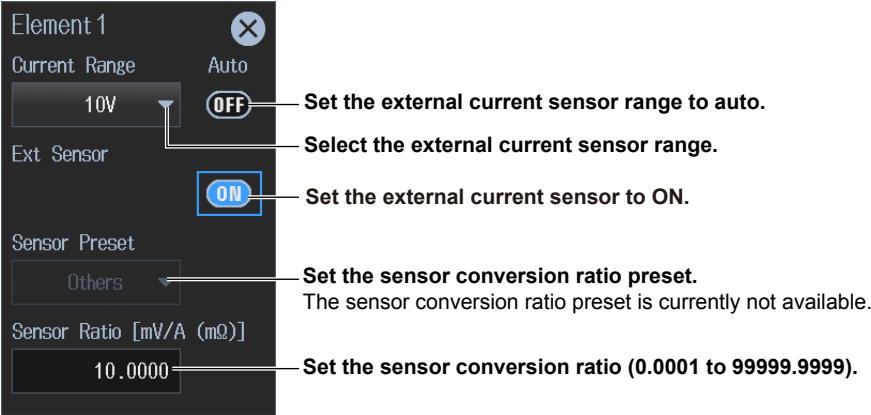 Element 1
Current Range Auto
10V OFF Set the external current sensor range to auto.
Select the external current sensor range.
Ext Sensor
ON Set the external current sensor to ON.
Sensor Preset
Others Set the sensor conversion ratio preset.
The sensor conversion ratio preset is currently not available.
Sensor Ratio [mV/A (mΩ)]
10.0000 Set the sensor conversion ratio (0.0001 to 99999.9999).